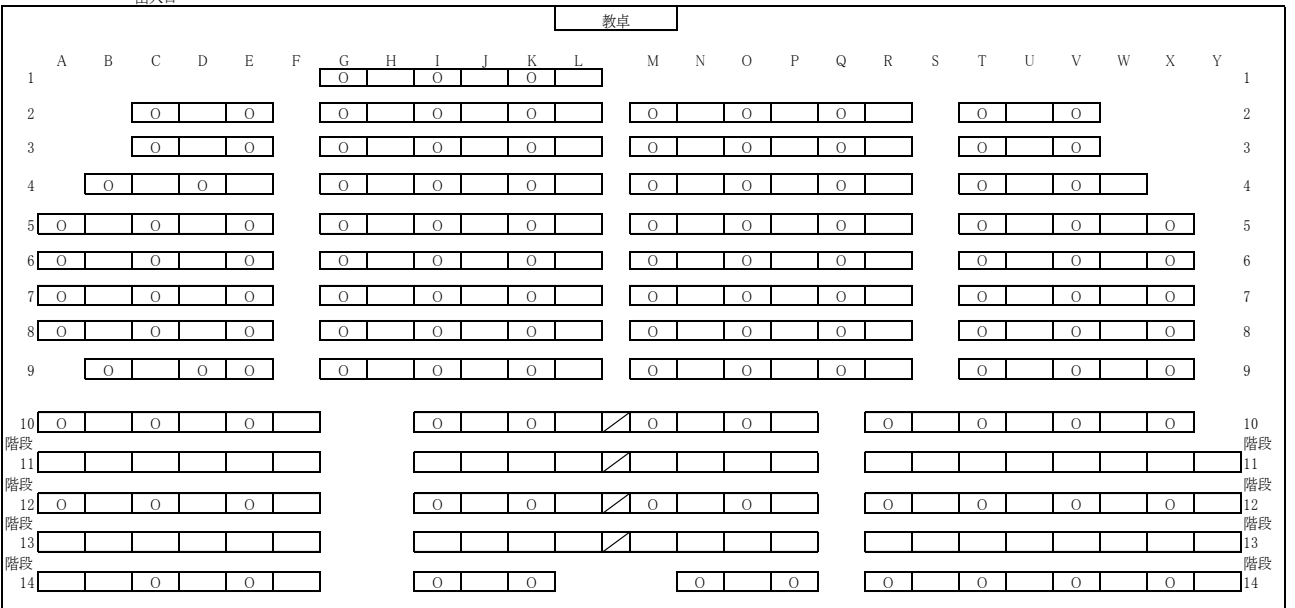 教卓
A B C D E F G H I J K L M N O P Q R S T U V W X Y
1 O O O 1
2 O O O O O O O O O O 2
3 O O O O O O O O O O 3
4 O O O O O O O O O O 4
5 O O O O O O O O O O O O 5
6 O O O O O O O O O O O O 6
7 O O O O O O O O O O O O 7
8 O O O O O O O O O O O O 8
9 O O O O O O O O O O O O 9
10 O O O O O O O O O O O 10
階段 階段
11 11
階段 階段
12 O O O O O O O O O O O 12
階段 階段
13 13
階段 階段
14 O O O O O O O O O O 14